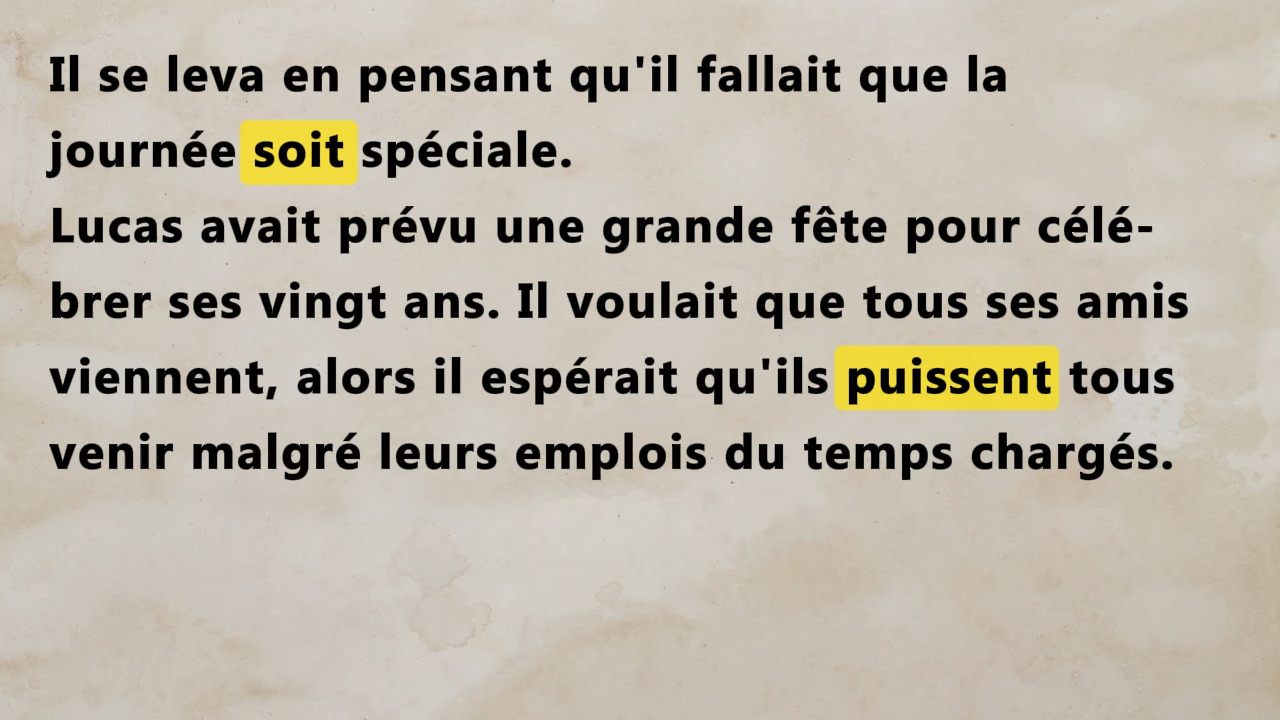 Il se leva en pensant qu'il fallait que la
journée soit spéciale.
Lucas avait prévu une grande fête pour célé-
brer ses vingt ans. Il voulait que tous ses amis
viennent, alors il espérait qu'ils puissent tous
venir malgré leurs emplois du temps chargés.